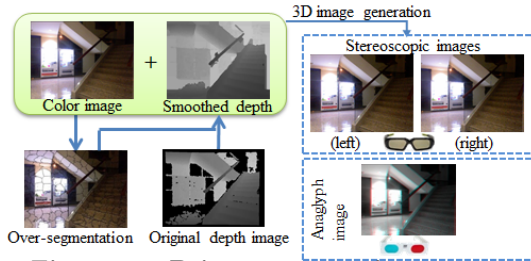 3D image generation
Stereoscopic images
+
Color image
Smoothed depth
(left)
(right)
Over-segmentation
Original depth image
Anaglyph
image